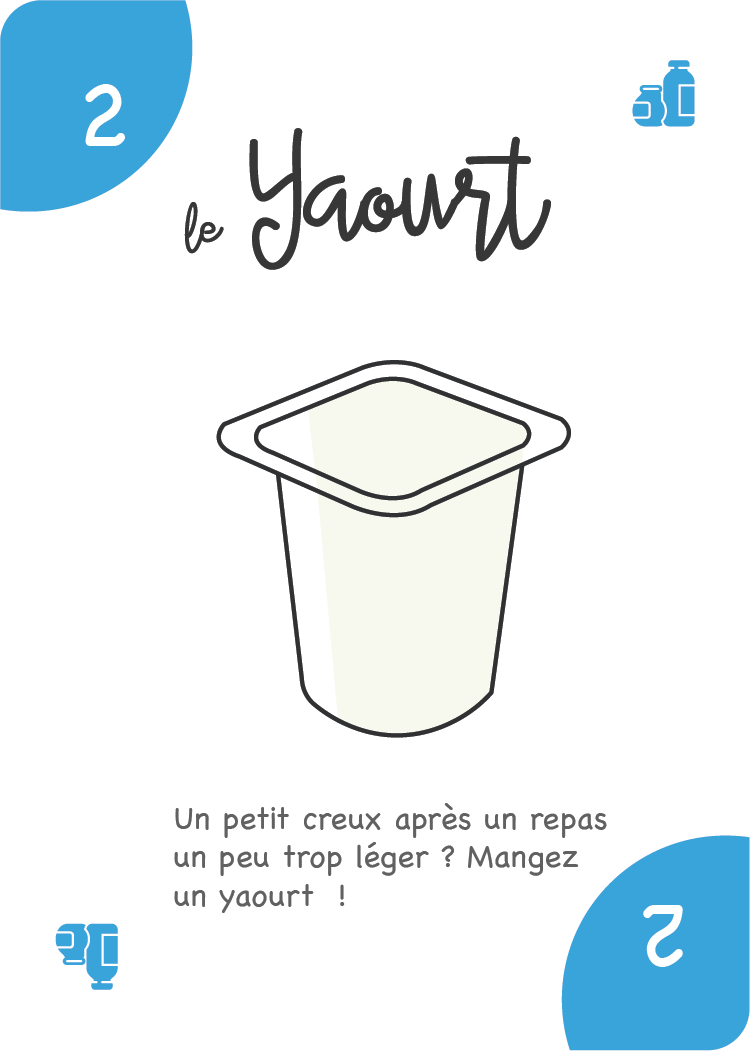 2
le Yaourt
Un petit creux après un repas
un peu trop léger ? Mangez
un yaourt !
2